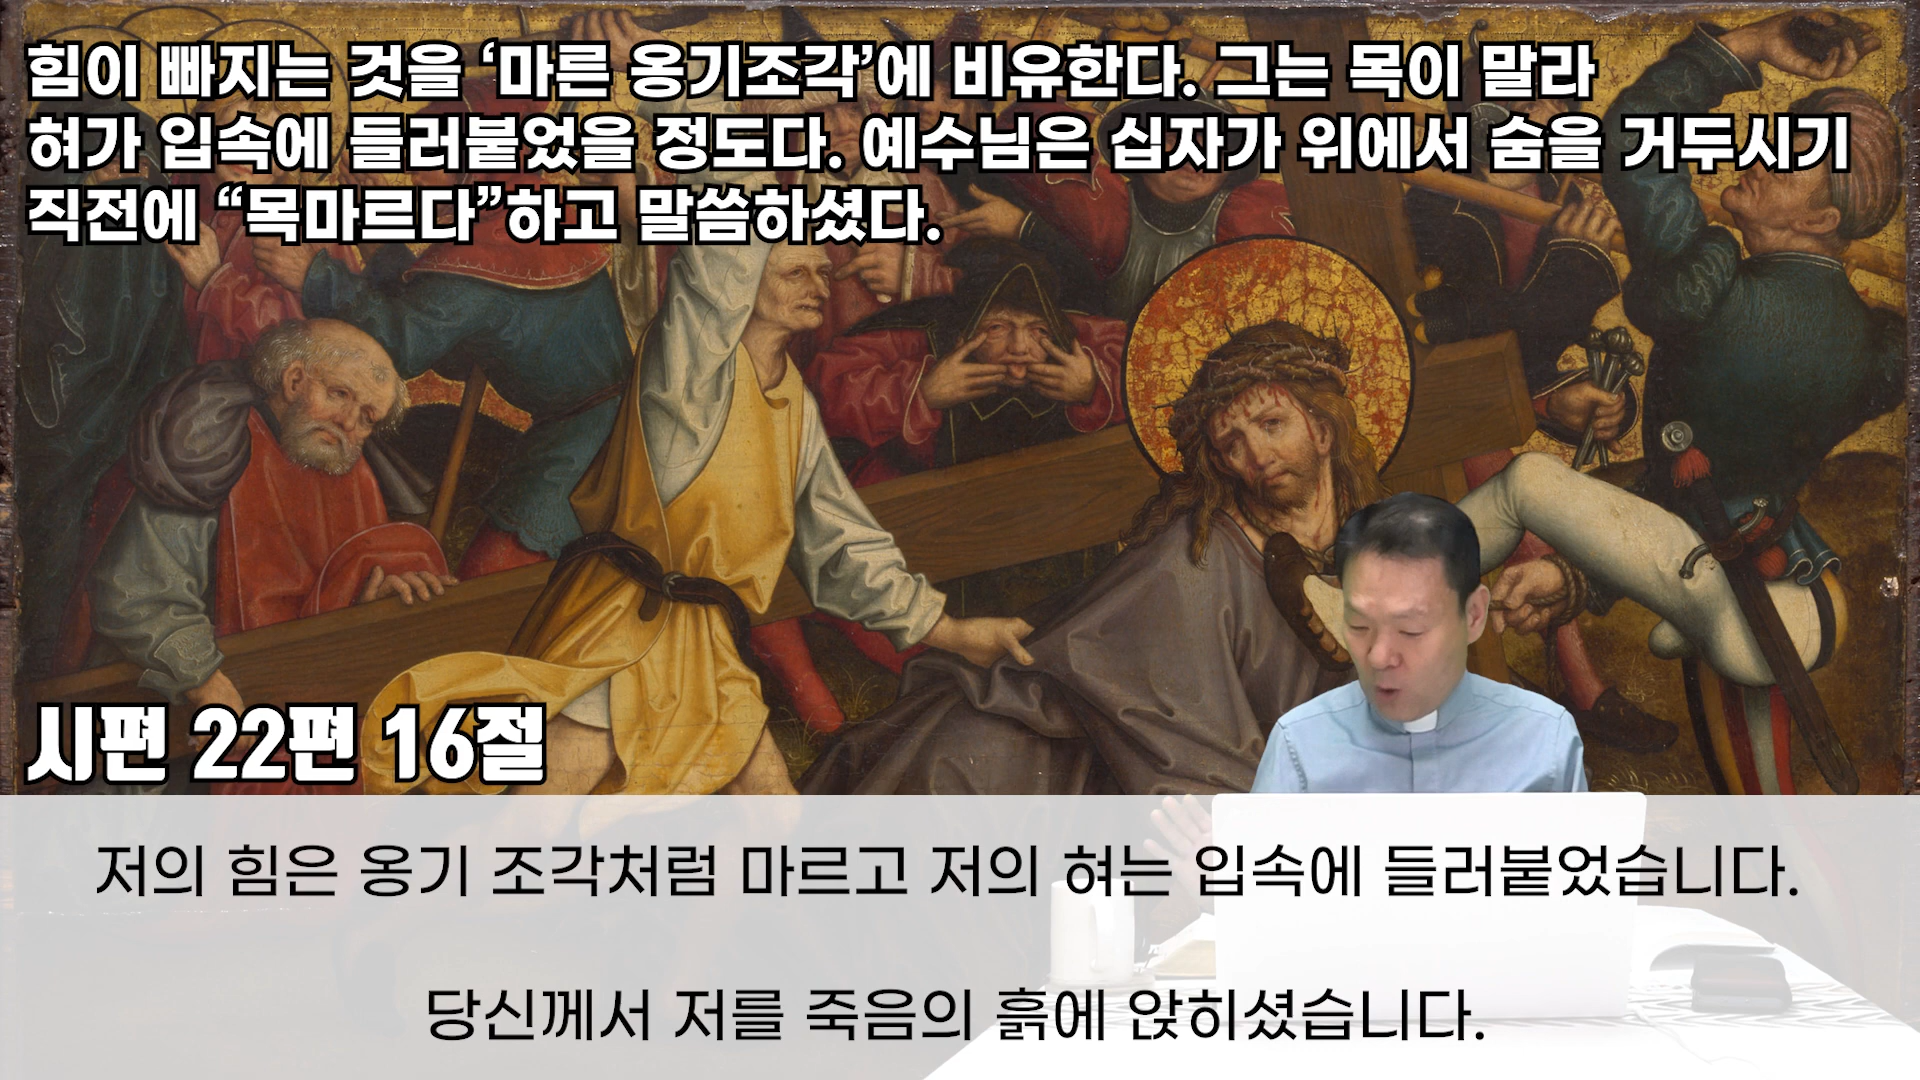 힘이 빠지는 것을 ‘마른 옹기조각’에 비유한다. 그는 목이 말라
혀가 입속에 들러붙었을 정도다. 예수님은 십자가 위에서 숨을 거두시기
직전에 “목마르다”하고 말씀하셨다.
시편 22편 16절
저의 힘은 옹기 조각처럼 마르고 저의 혀는 입속에 들러붙었습니다.
당신께서 저를 죽음의 흙에 앉히셨습니다.